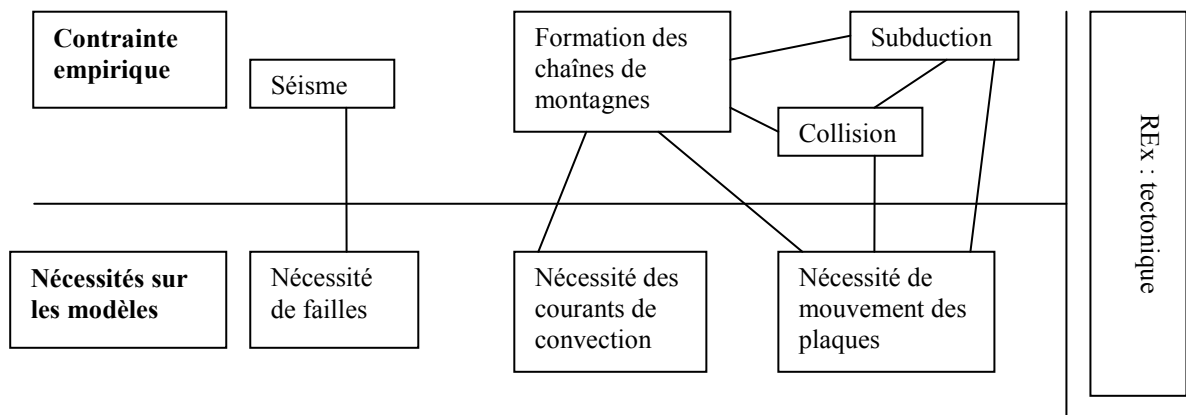 Contrainte
empirique
Séisme
Formation des
chaînes de
montagnes
Subduction
Collision
Nécessités sur
les modèles
Nécessité
de failles
Nécessité des
courants de
convection
Nécessité de
mouvement des
plaques
REx : tectonique